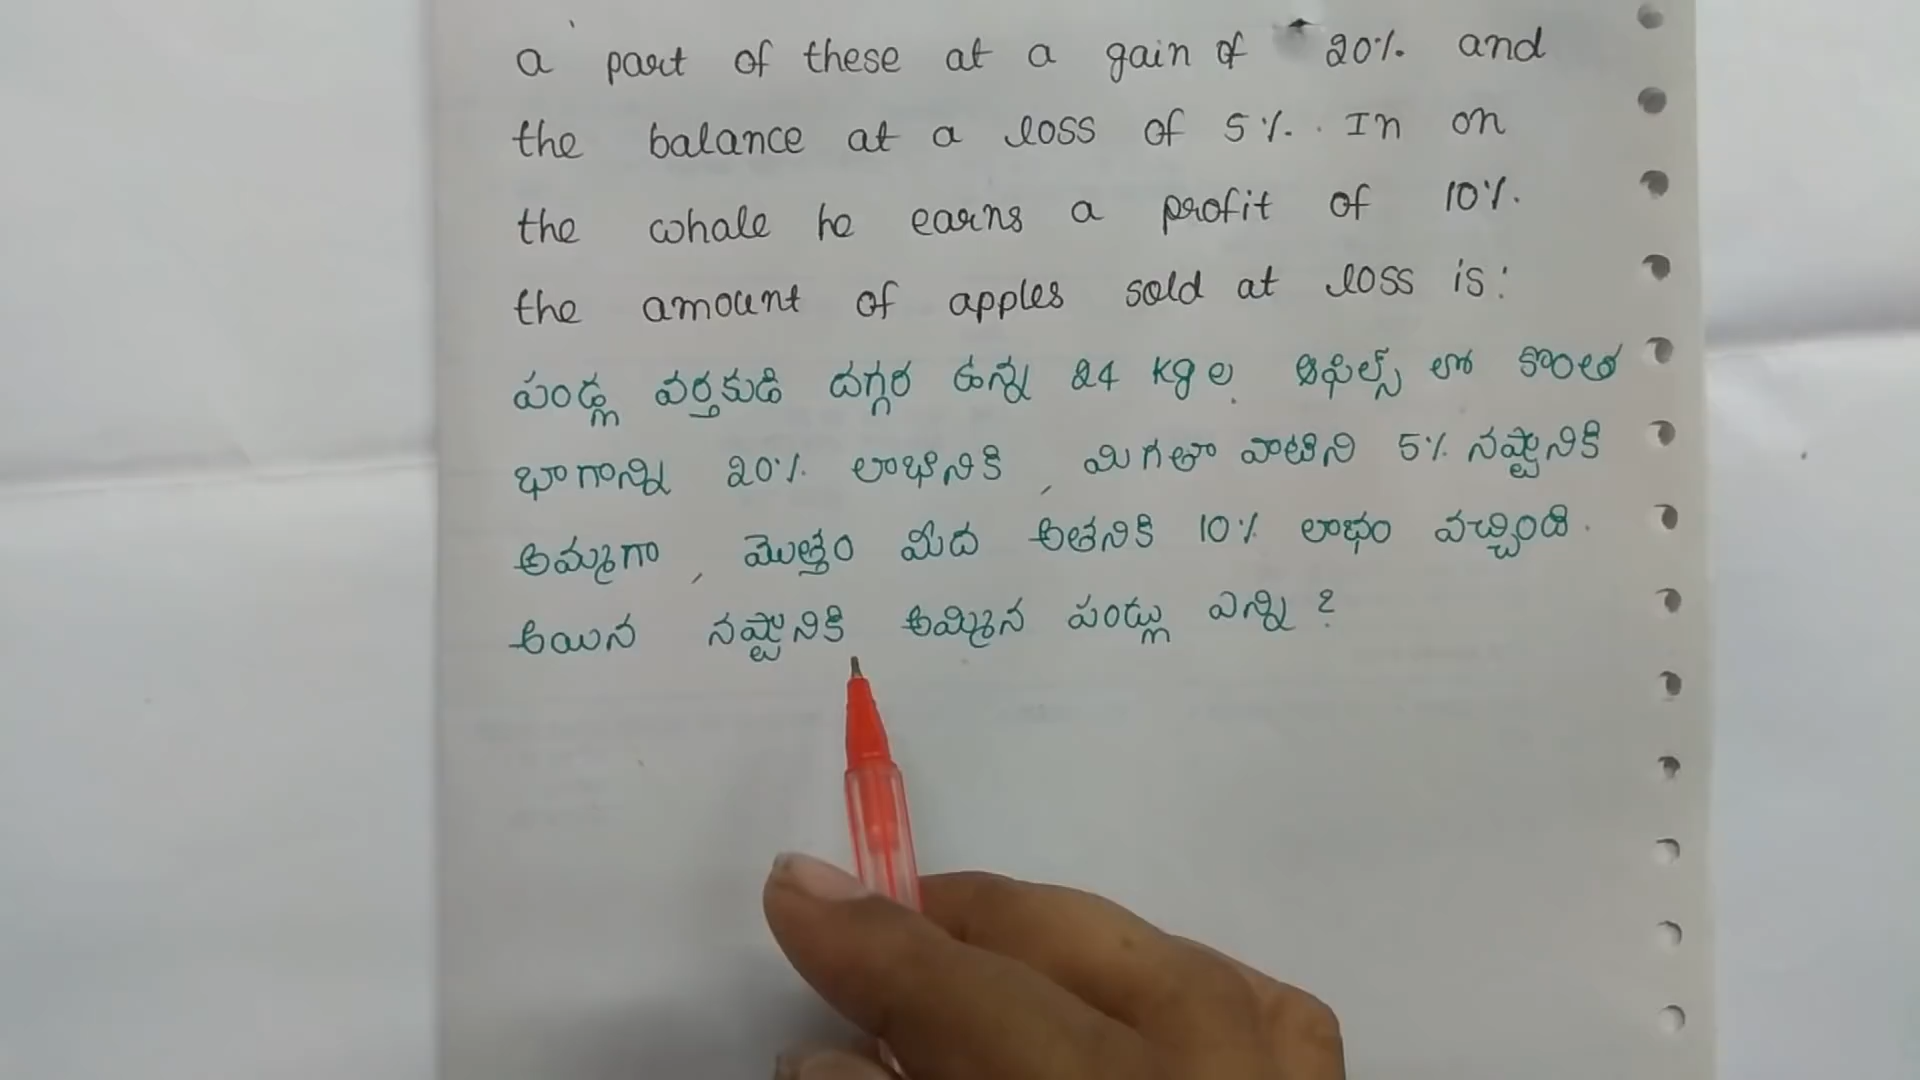 a part of these at a gain of 20%. and
the balance at a loss of 5%. In on
the whale he earns a profit of 10%.
the amount of apples sold at loss is:
పండ్ల వర్తకుడి దగ్గర ఉన్న 24 kg ల ఆఫిల్స్ లో కొంత
భాగాన్ని 20%. లాభానికి, మిగతా వాటిని 5% నష్టానికి
అమ్మగా, మొత్తం మీద అతనికి 10% లాభం వచ్చింది.
అయిన నష్టానికి అమ్మిన పండ్లు ఎన్ని?